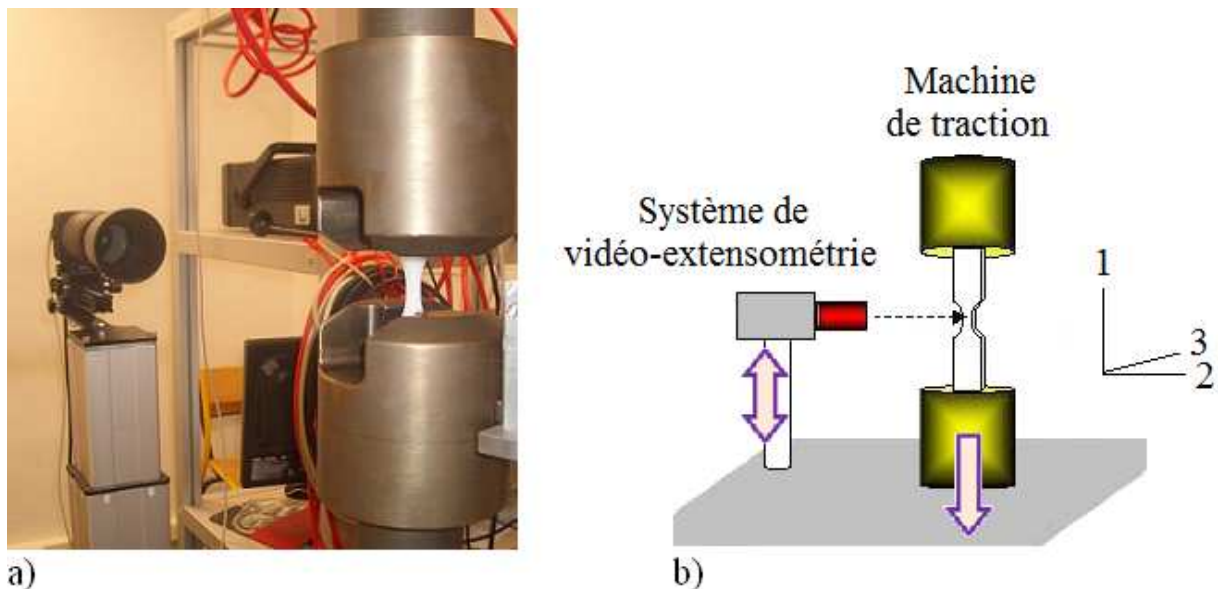 Machine
de traction
Système de
vidéo-extensométrie
1
3
2
a)
b)